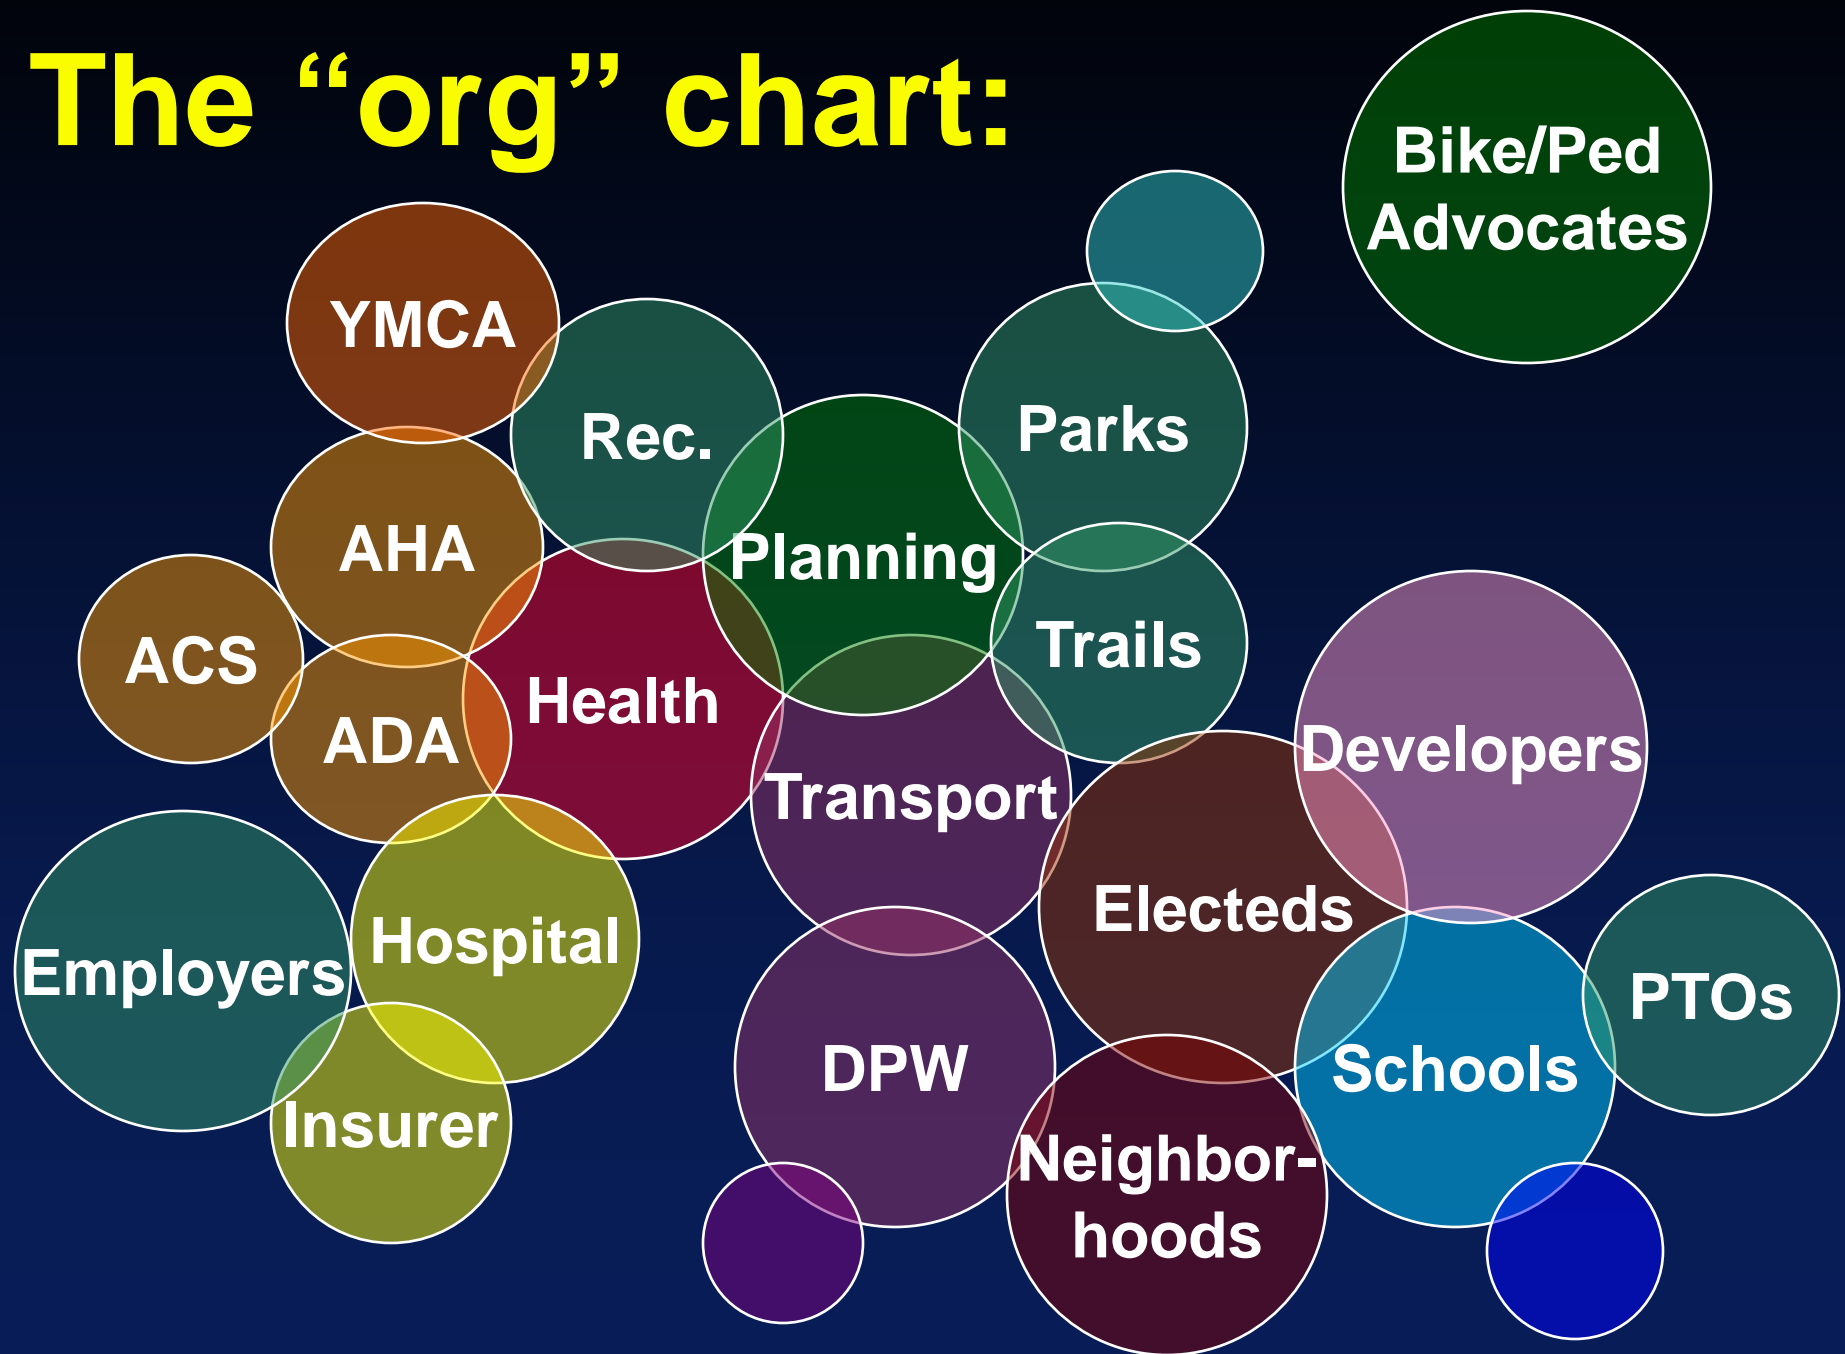 The “org” chart:
Bike/Ped
Advocates
YMCA
Rec.
Parks
AHA
Planning
ACS
Trails
Health
ADA
Developers
Transport
Electeds
Hospital
Employers
PTOs
DPW
Schools
Insurer
Neighbor-
hoods